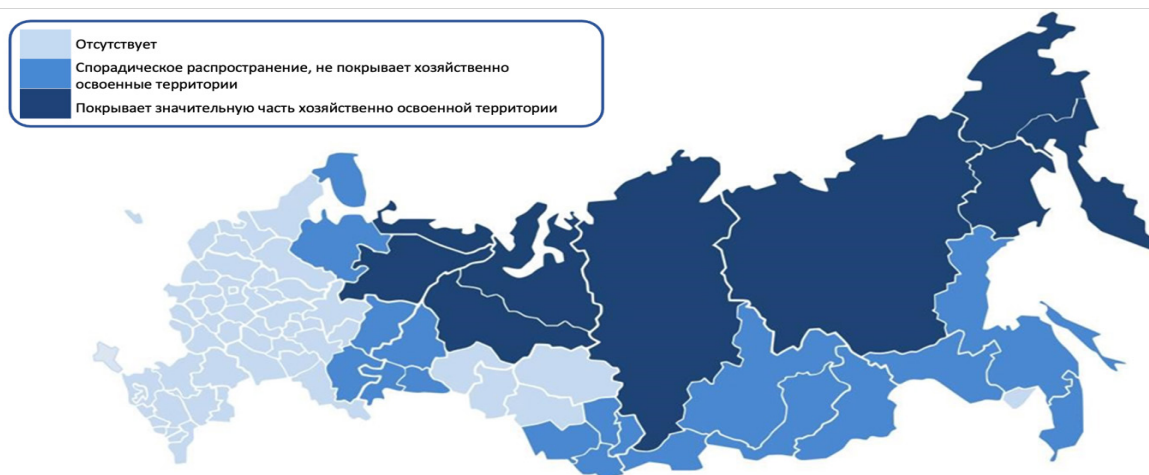 Отсутствует
Спорадическое распространение, не покрывает хозяйственно
освоенные территории
Покрывает значительную часть хозяйственно освоенной территории